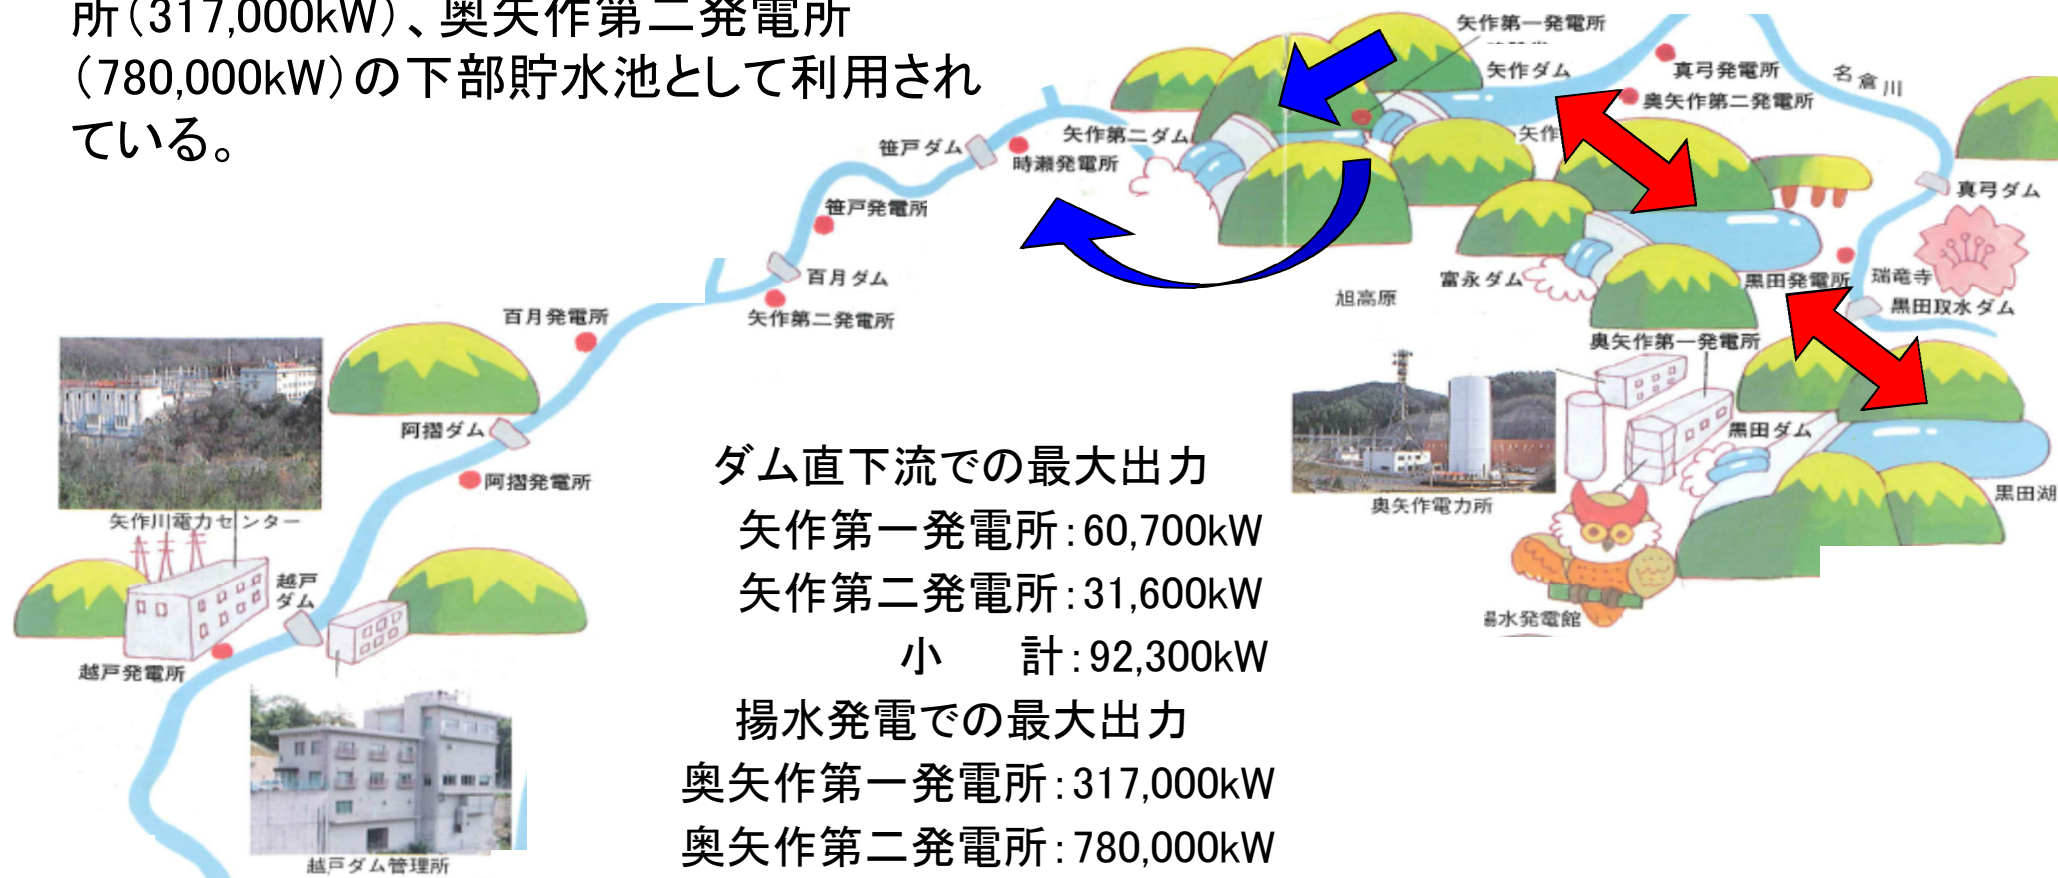 所(317,000kW)、奥矢作第二発電所
(780,000kW)の下部貯水池として利用され
ている。
矢作第一発電所
矢作ダム
真弓発電所
奥矢作第二発電所
名倉川
矢作第二ダム
矢作
笹戸ダム
時瀬発電所
真弓ダム
笹戸発電所
百月ダム
矢作第二発電所
百月発電所
旭高原
富永ダム
黒田発電所
瑞竜寺
黒田取水ダム
奥矢作第一発電所
阿摺ダム
阿摺発電所
黒田ダム
黒田湖
奥矢作電力所
矢作川電力センター
越戸
ダム
越戸発電所
揚水発電館
越戸ダム管理所
ダム直下流での最大出力
矢作第一発電所:60,700kW
矢作第二発電所:31,600kW
小 計:92,300kW
揚水発電での最大出力
奥矢作第一発電所:317,000kW
奥矢作第二発電所:780,000kW